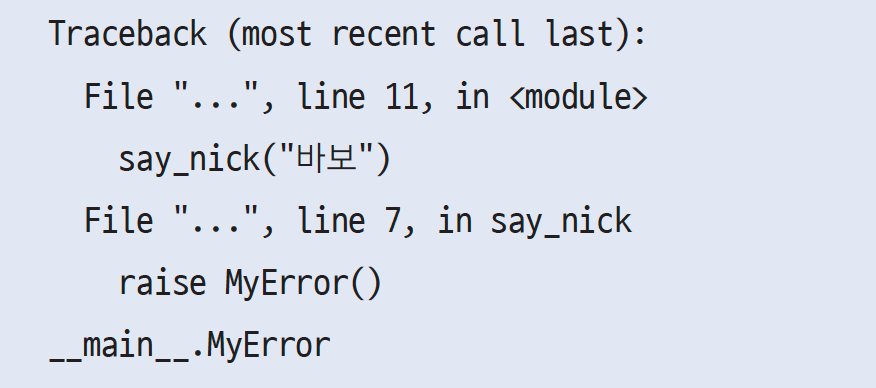 Traceback (most recent call last):
  File "...", line 11, in <module>
    say_nick("바보")
  File "...", line 7, in say_nick
    raise MyError()
__main__.MyError